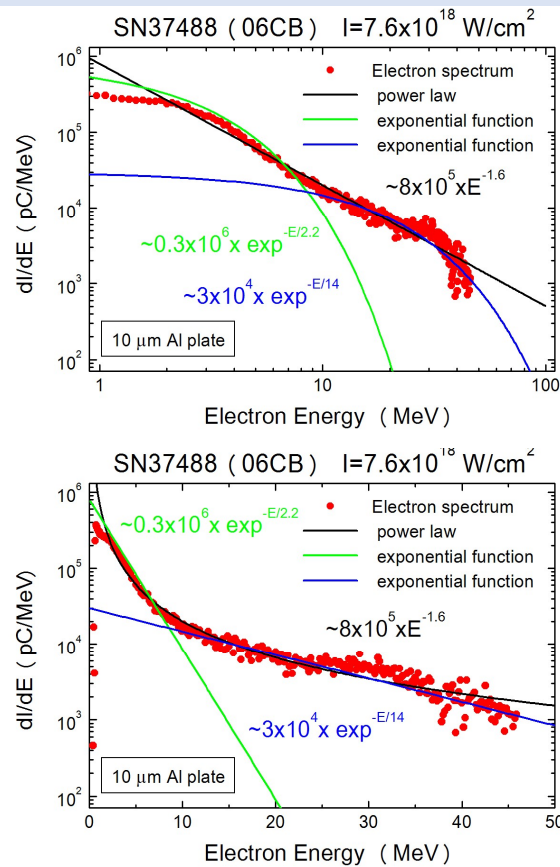 SN37488 (06CB) I=7.6x10^18 W/cm^2
10^6
Electron spectrum
power law
exponential function
exponential function
10^5
~8x10^5xE^-1.6
10^4
~0.3x10^6x exp^-E/2.2
10^3
~3x10^4x exp^-E/14
10 μm Al plate
10^2
dI/dE (pC/MeV)
1 10 100
Electron Energy (MeV)
SN37488 (06CB) I=7.6x10^18 W/cm^2
10^6
Electron spectrum
~0.3x10^6x exp^-E/2.2
power law
exponential function
10^5
exponential function
~8x10^5xE^-1.6
10^4
10^3
~3x10^4x exp^-E/14
10 μm Al plate
10^2
dI/dE (pC/MeV)
0 10 20 30 40 50
Electron Energy (MeV)